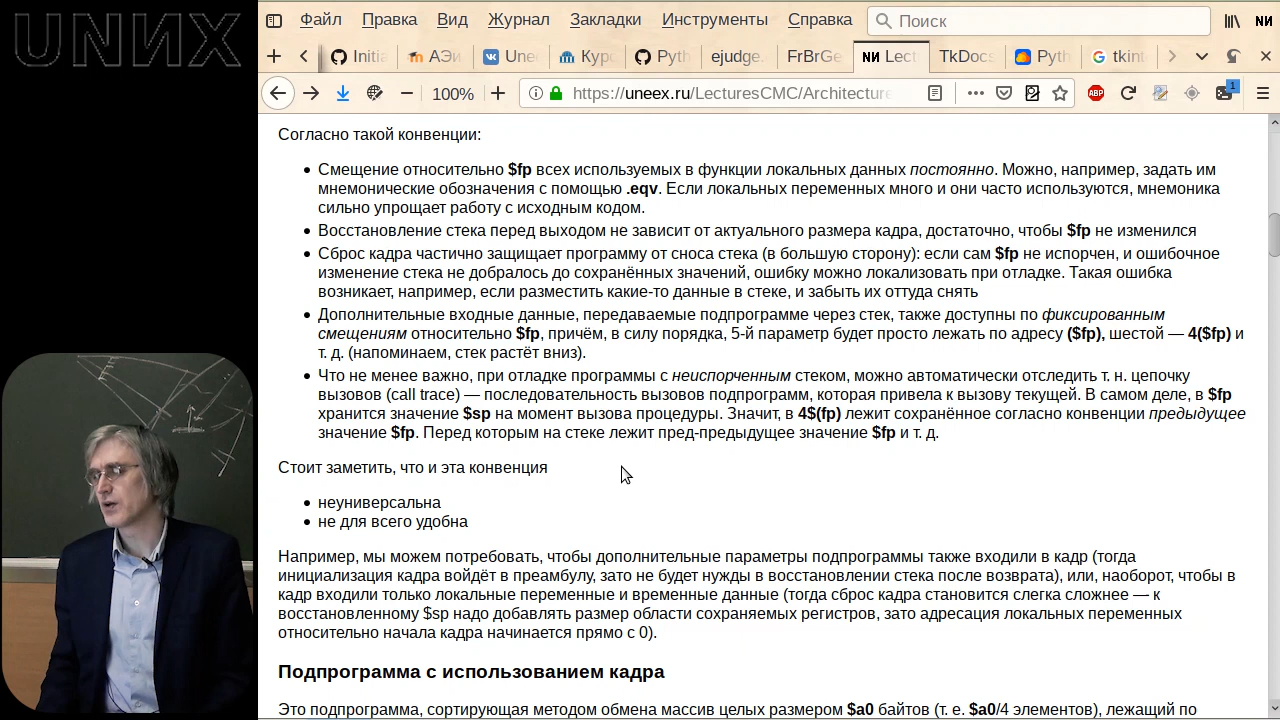 UNИX
Файл Правка Вид Журнал Закладки Инструменты Справка Поиск
Initia АЭи Unee Курс Pyth ejudge. FrBrGe Lect TkDocs Pyth tkint
100% https://uneex.ru/LecturesCMC/Architecture ABP 1
Согласно такой конвенции:
Смещение относительно $fp всех используемых в функции локальных данных постоянно. Можно, например, задать им
мнемонические обозначения с помощью .eqv. Если локальных переменных много и они часто используются, мнемоника
сильно упрощает работу с исходным кодом.
Восстановление стека перед выходом не зависит от актуального размера кадра, достаточно, чтобы $fp не изменился
Сброс кадра частично защищает программу от сноса стека (в большую сторону): если сам $fp не испорчен, и ошибочное
изменение стека не добралось до сохранённых значений, ошибку можно локализовать при отладке. Такая ошибка
возникает, например, если разместить какие-то данные в стеке, и забыть их оттуда снять
Дополнительные входные данные, передаваемые подпрограмме через стек, также доступны по фиксированным
смещениям относительно $fp, причём, в силу порядка, 5-й параметр будет просто лежать по адресу ($fp), шестой — 4($fp) и
т. д. (напоминаем, стек растёт вниз).
Что не менее важно, при отладке программы с неиспорченным стеком, можно автоматически отследить т. н. цепочку
вызовов (call trace) — последовательность вызовов подпрограмм, которая привела к вызову текущей. В самом деле, в $fp
хранится значение $sp на момент вызова процедуры. Значит, в 4$(fp) лежит сохранённое согласно конвенции предыдущее
значение $fp. Перед которым на стеке лежит пред-предыдущее значение $fp и т. д.
Стоит заметить, что и эта конвенция
неуниверсальна
не для всего удобна
Например, мы можем потребовать, чтобы дополнительные параметры подпрограммы также входили в кадр (тогда
инициализация кадра войдёт в преамбулу, зато не будет нужды в восстановлении стека после возврата), или, наоборот, чтобы в
кадр входили только локальные переменные и временные данные (тогда сброс кадра становится слегка сложнее — к
восстановленному $sp надо добавлять размер области сохраняемых регистров, зато адресация локальных переменных
относительно начала кадра начинается прямо с 0).
Подпрограмма с использованием кадра
Это подпрограмма, сортирующая методом обмена массив целых размером $a0 байтов (т. е. $a0/4 элементов), лежащий по